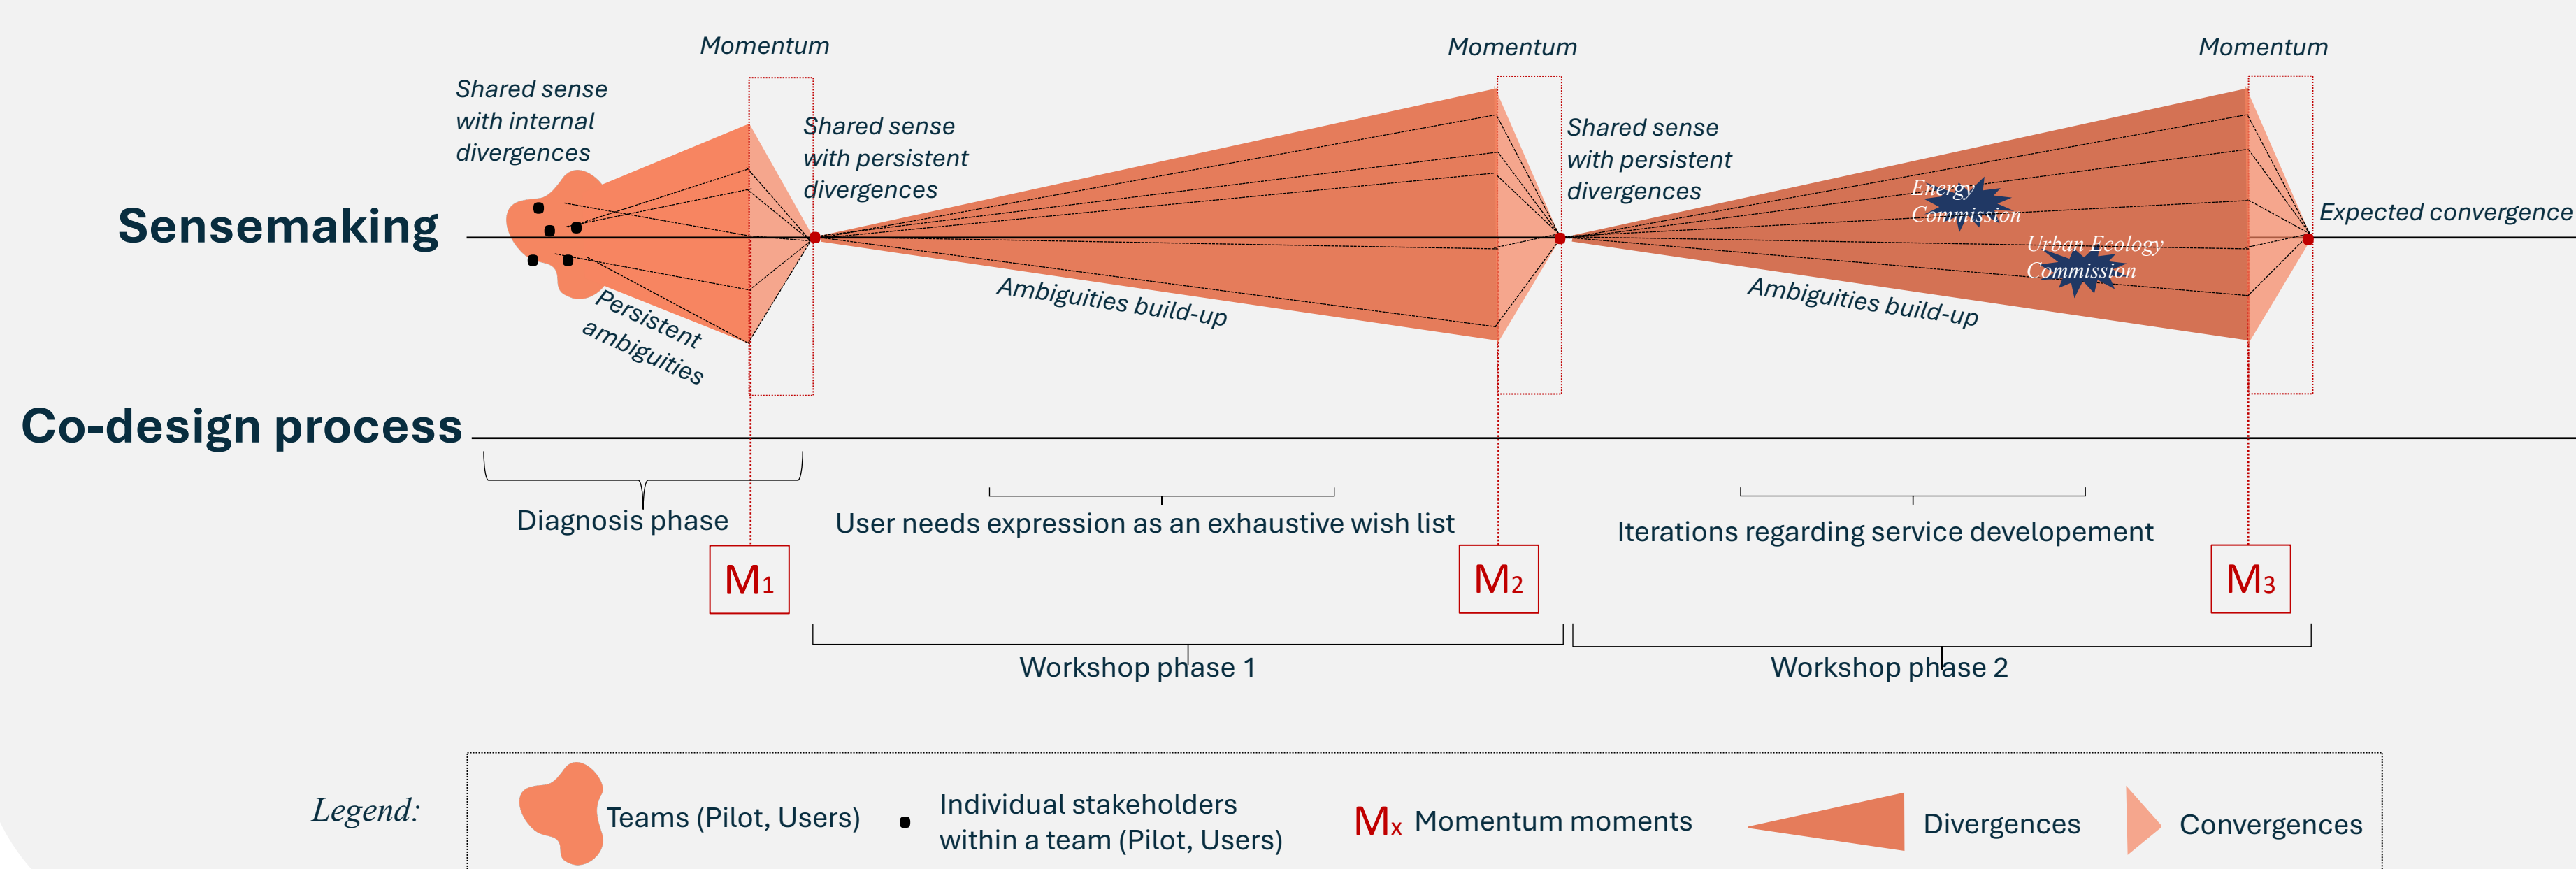 Momentum
Momentum
Momentum
Shared sense
with internal
divergences
Shared sense
with persistent
divergences
Shared sense
with persistent
divergences
Energy
Commission
Urban Ecology
Commission
Expected convergence
Sensemaking
Persistent
ambiguities
Ambiguities build-up
Ambiguities build-up
Co-design process
Diagnosis phase
User needs expression as an exhaustive wish list
Iterations regarding service developement
M1
M2
M3
Workshop phase 1
Workshop phase 2
Legend:
Teams (Pilot, Users)
Individual stakeholders
within a team (Pilot, Users)
Mx Momentum moments
Divergences
Convergences